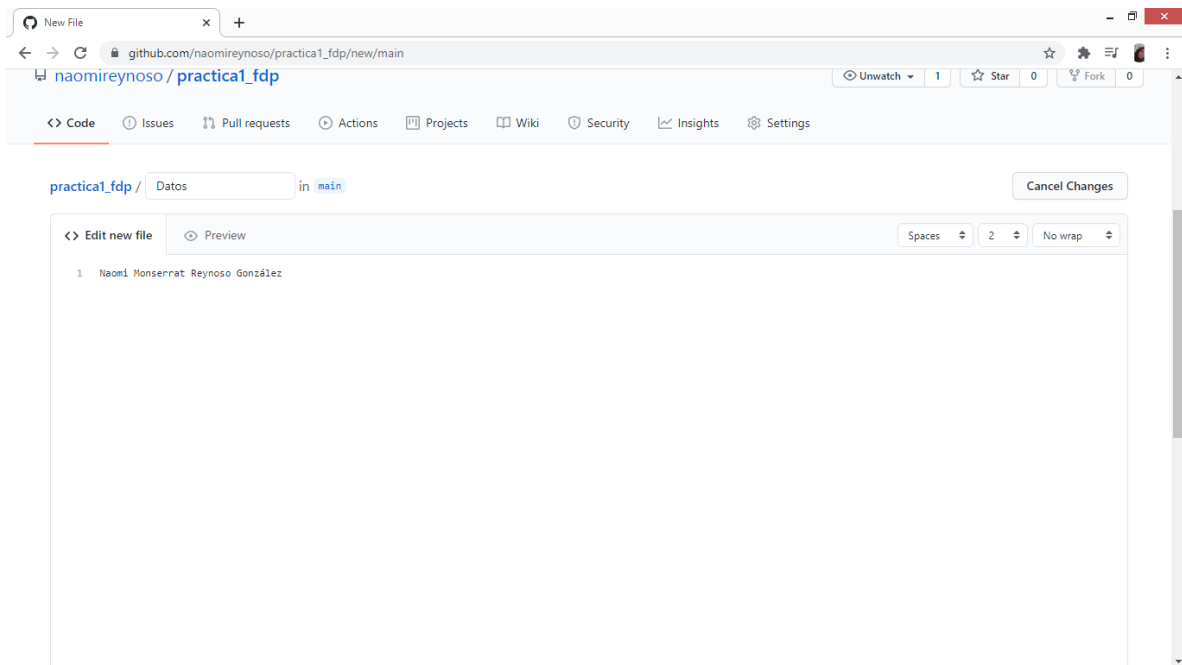 New File
github.com/naomireynoso/practica1_fdp/new/main
naomireynoso / practica1_fdp
Unwatch 1 Star 0 Fork 0
<> Code Issues Pull requests Actions Projects Wiki Security Insights Settings
practica1_fdp / Datos in main Cancel Changes
<> Edit new file Preview Spaces 2 No wrap
1 Naomi Monserrat Reynoso González